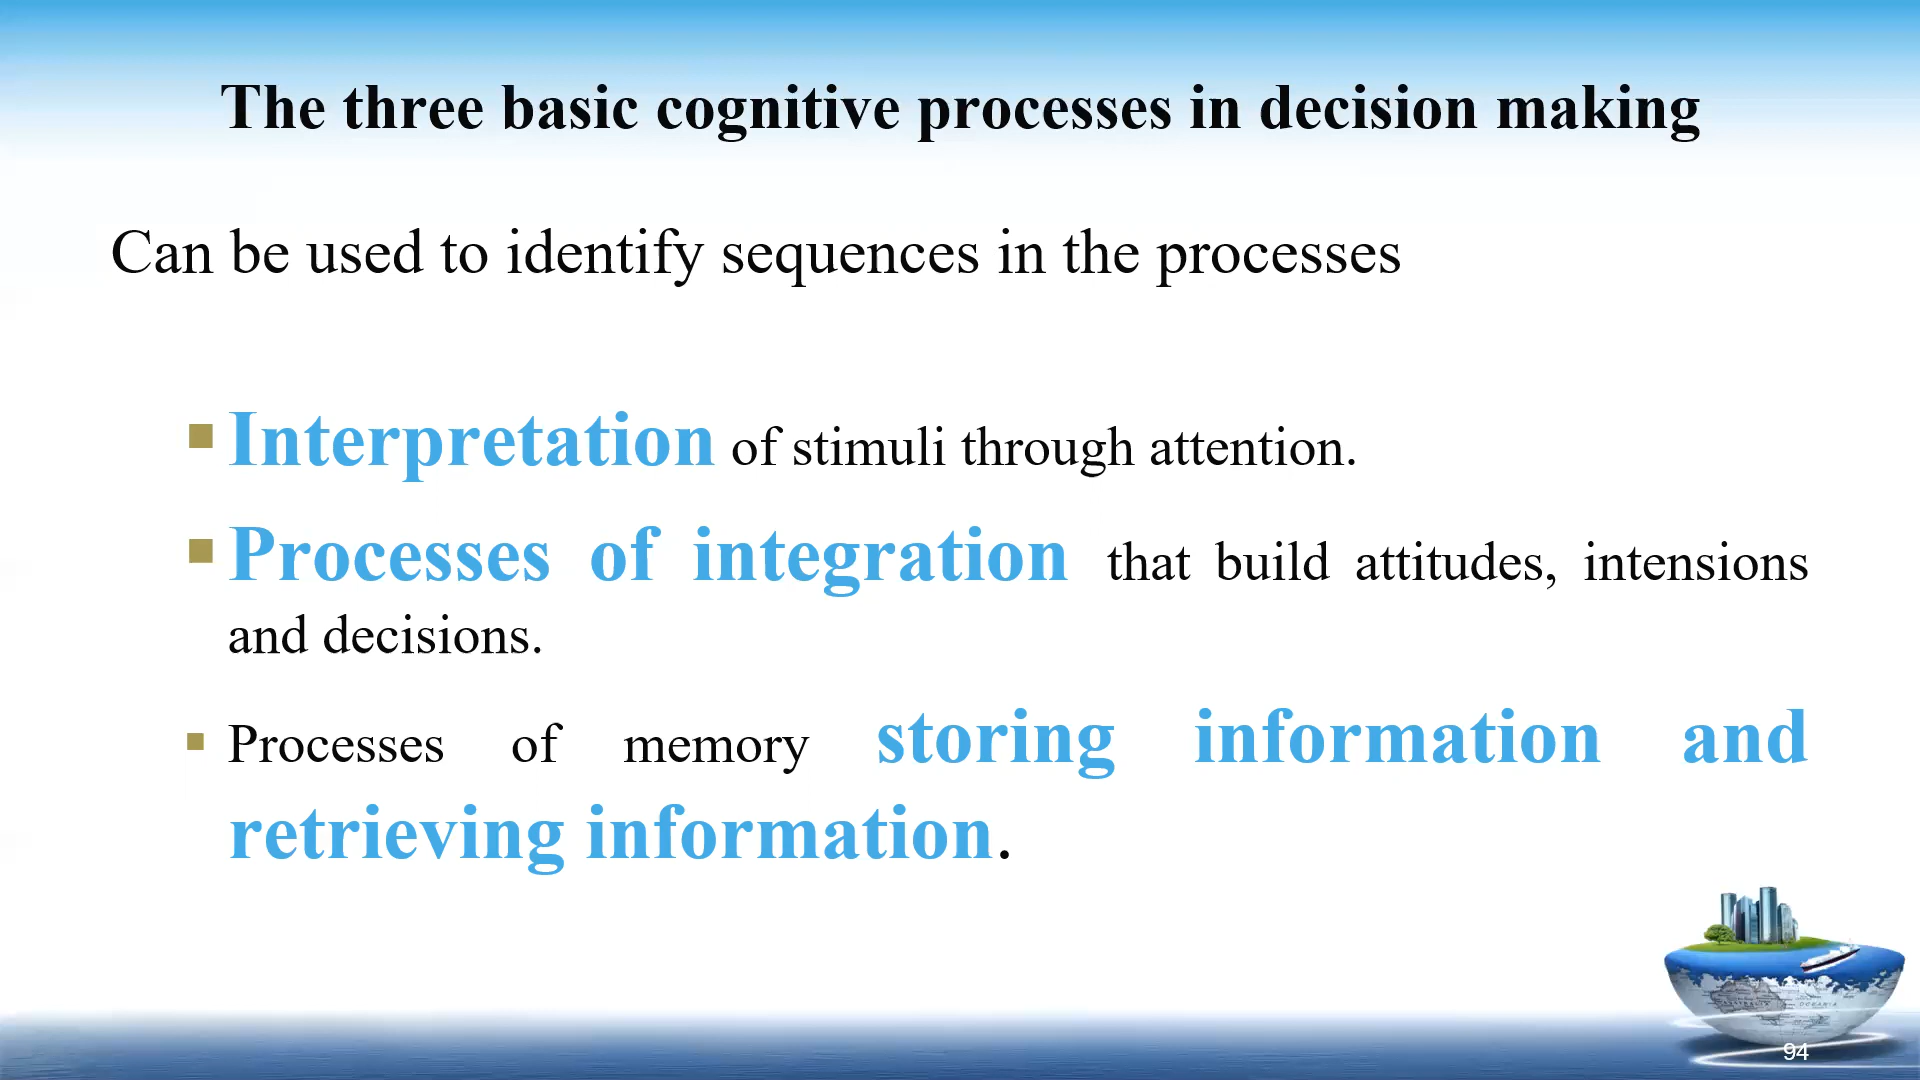 The three basic cognitive processes in decision making
Can be used to identify sequences in the processes
Interpretation of stimuli through attention.
Processes of integration that build attitudes, intensions
and decisions.
Processes of memory storing information and
retrieving information.
94